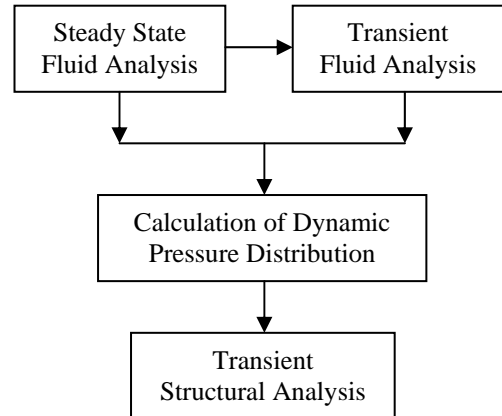 Steady State
Fluid Analysis
Transient
Fluid Analysis
Calculation of Dynamic
Pressure Distribution
Transient
Structural Analysis